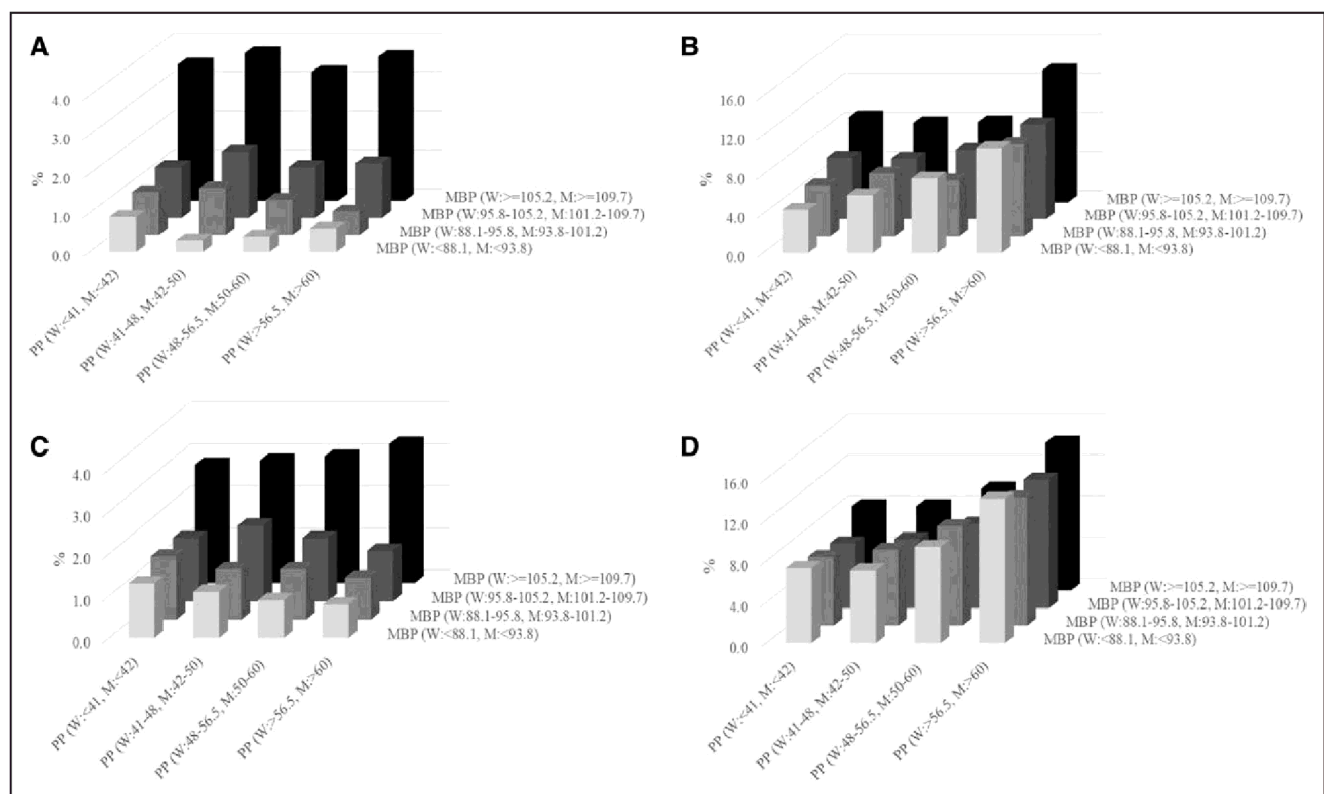 A
4.0
3.0
2.0
1.0
0.0
%
MBP (W:>=105.2, M:>=109.7)
MBP (W:95.8-105.2, M:101.2-109.7)
MBP (W:88.1-95.8, M:93.8-101.2)
MBP (W:<88.1, M:<93.8)
PP (W:<41, M:<42)
PP (W:41-48, M:42-50)
PP (W:48-56.5, M:50-60)
PP (W:>56.5, M:>60)
B
16.0
12.0
8.0
4.0
0.0
%
MBP (W:>=105.2, M:>=109.7)
MBP (W:95.8-105.2, M:101.2-109.7)
MBP (W:88.1-95.8, M:93.8-101.2)
MBP (W:<88.1, M:<93.8)
PP (W:<41, M:<42)
PP (W:41-48, M:42-50)
PP (W:48-56.5, M:50-60)
PP (W:>56.5, M:>60)
C
4.0
3.0
2.0
1.0
0.0
%
MBP (W:>=105.2, M:>=109.7)
MBP (W:95.8-105.2, M:101.2-109.7)
MBP (W:88.1-95.8, M:93.8-101.2)
MBP (W:<88.1, M:<93.8)
PP (W:<41, M:<42)
PP (W:41-48, M:42-50)
PP (W:48-56.5, M:50-60)
PP (W:>56.5, M:>60)
D
16.0
12.0
8.0
4.0
0.0
%
MBP (W:>=105.2, M:>=109.7)
MBP (W:95.8-105.2, M:101.2-109.7)
MBP (W:88.1-95.8, M:93.8-101.2)
MBP (W:<88.1, M:<93.8)
PP (W:<41, M:<42)
PP (W:41-48, M:42-50)
PP (W:48-56.5, M:50-60)
PP (W:>56.5, M:>60)